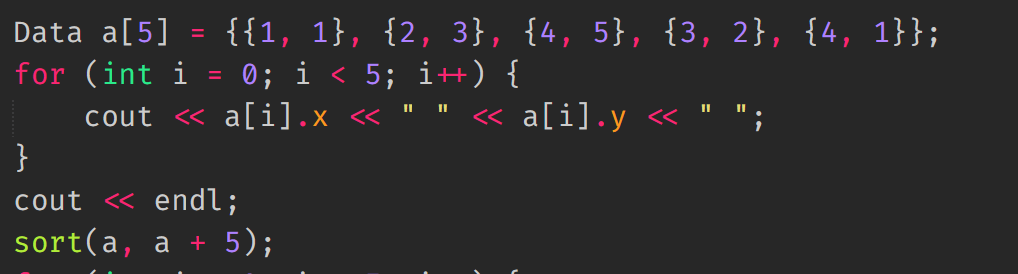 Data a[5] = {{1, 1}, {2, 3}, {4, 5}, {3, 2}, {4, 1}};
for (int i = 0; i < 5; i++) {
    cout << a[i].x << " " << a[i].y << " ";
}
cout << endl;
sort(a, a + 5);